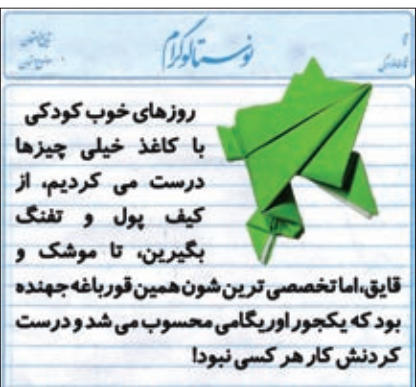 نوستالوگرام
روزهای خوب کودکی
با کاغذ خیلی چیزها
درست می کردیم، از
کیف پول و تفنگ
بگیرین، تا موشک و
قایق،اما تخصصی ترین شون همین قورباغه جهنده
بود که یکجور اوریگامی محسوب می شد و درست
کردنش کار هر کسی نبود!